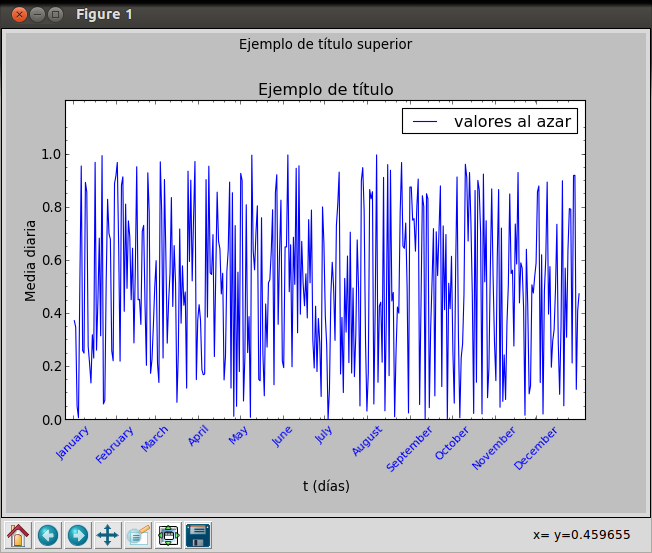 Figure 1
Ejemplo de título superior
Ejemplo de título
valores al azar
1.0
0.8
0.6
0.4
0.2
0.0
Media diaria
January February March April May June July August September October November December
t (días)
x= y=0.459655